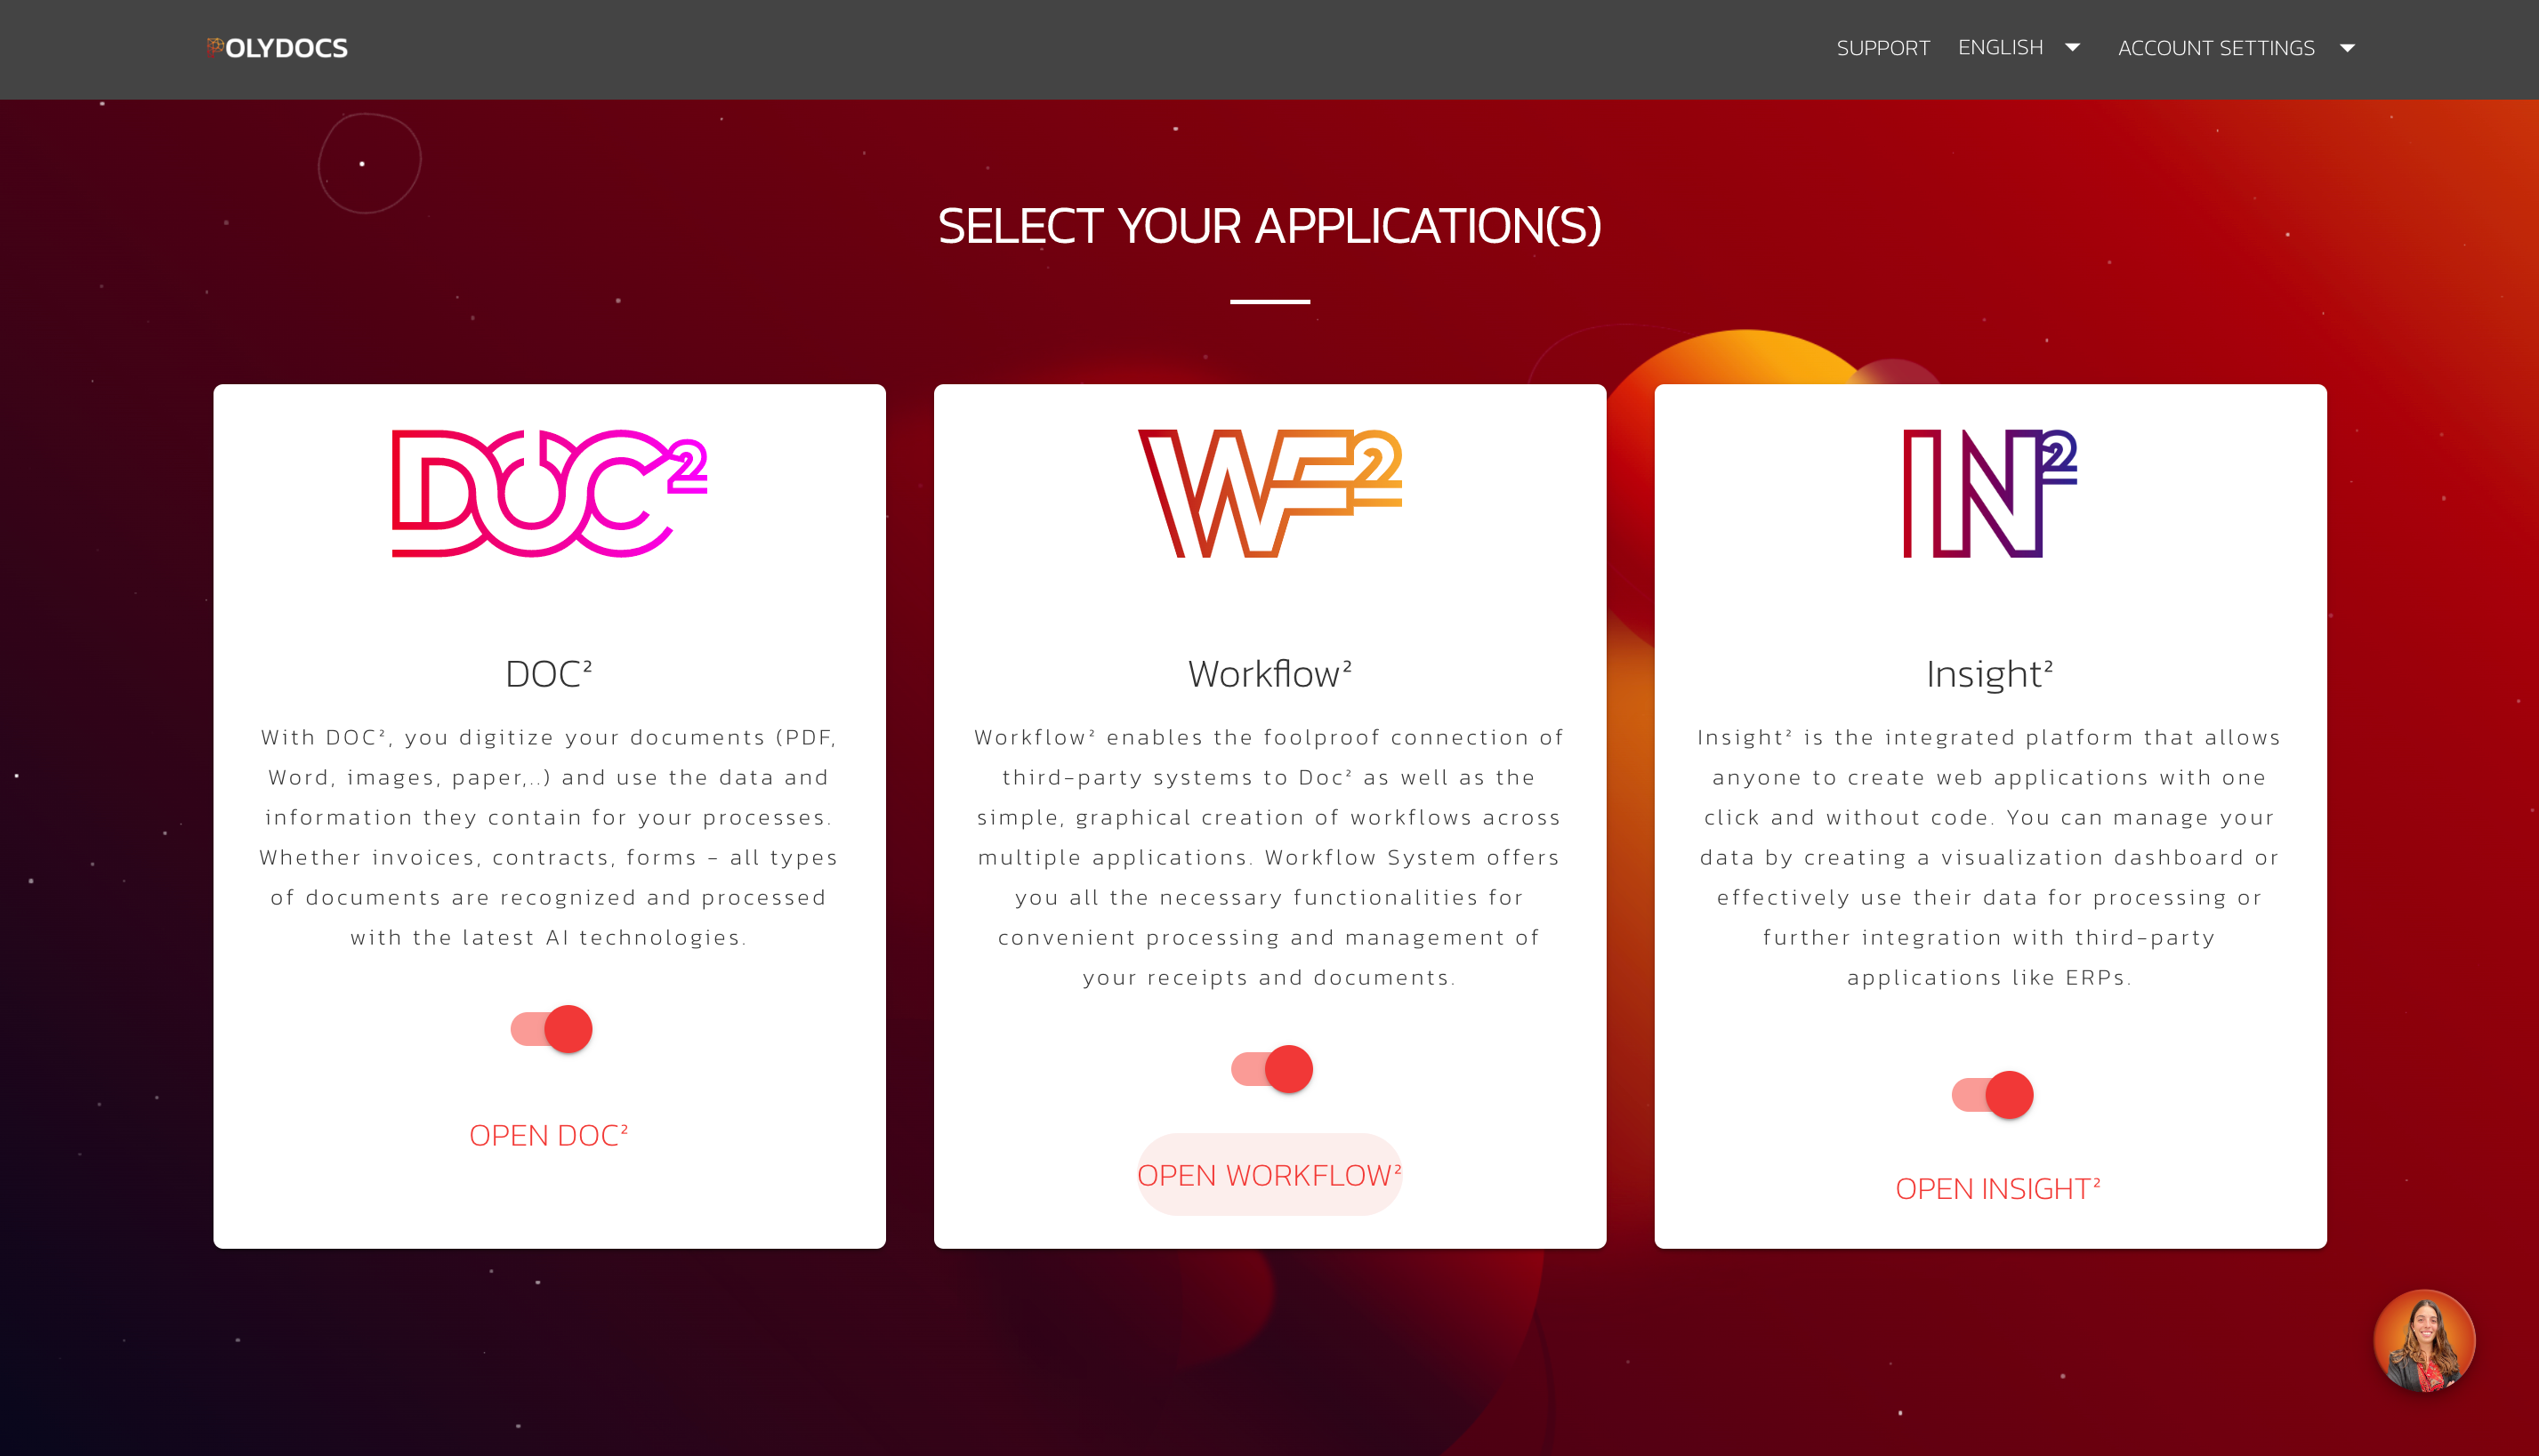 POLYDOCS
SUPPORT ENGLISH ACCOUNT SETTINGS
SELECT YOUR APPLICATION(S)
DOC²
DOC²
With DOC², you digitize your documents (PDF,
Word, images, paper,..) and use the data and
information they contain for your processes.
Whether invoices, contracts, forms - all types
of documents are recognized and processed
with the latest AI technologies.
OPEN DOC²
WF²
Workflow²
Workflow² enables the foolproof connection of
third-party systems to Doc² as well as the
simple, graphical creation of workflows across
multiple applications. Workflow System offers
you all the necessary functionalities for
convenient processing and management of
your receipts and documents.
OPEN WORKFLOW²
IN²
Insight²
Insight² is the integrated platform that allows
anyone to create web applications with one
click and without code. You can manage your
data by creating a visualization dashboard or
effectively use their data for processing or
further integration with third-party
applications like ERPs.
OPEN INSIGHT²